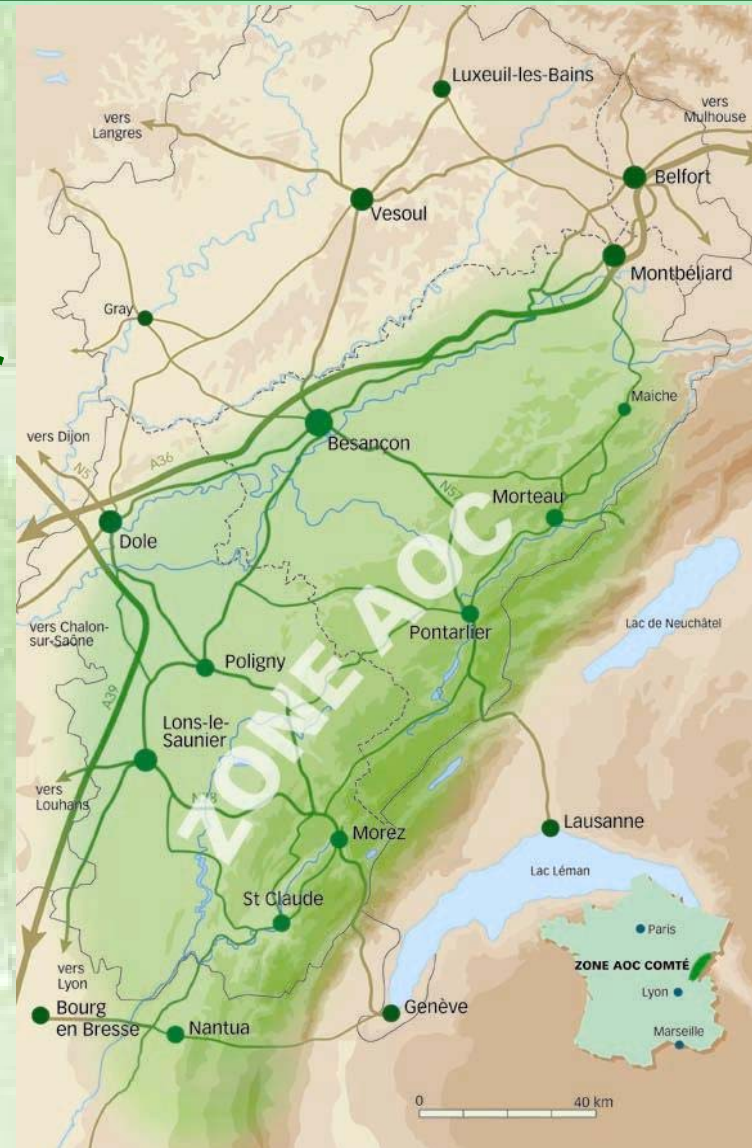 Luxeuil-les-Bains
vers
Langres
vers
Mulhouse
Belfort
Vesoul
Montbéliard
Gray
Maiche
vers Dijon
N5
A36
Besançon
N57
Morteau
Dole
ZONE AOC
vers Chalon-
sur-Saône
Pontarlier
Lac de Neuchâtel
Poligny
A39
Lons-le-
Saunier
vers
Louhans
N78
Morez
Lausanne
Lac Léman
St Claude
Paris
ZONE AOC COMTÉ
Lyon
Marseille
vers
Lyon
Bourg
en Bresse
Nantua
Genève
0
40 km